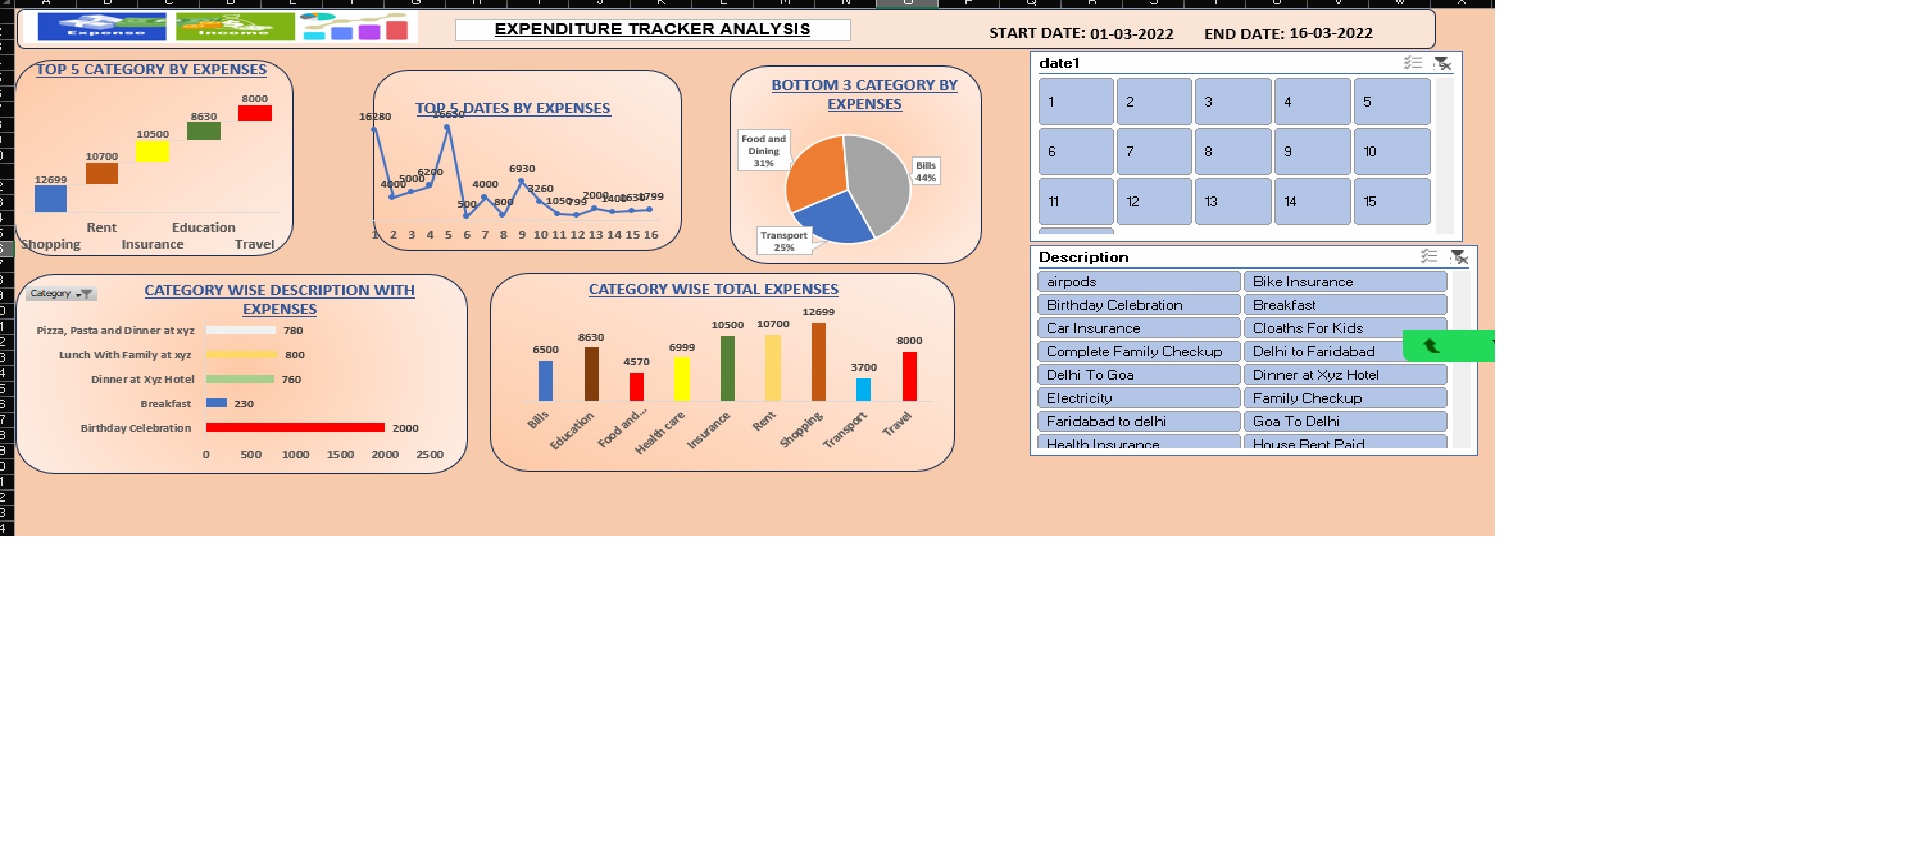 Expense
Income
EXPENDITURE TRACKER ANALYSIS
START DATE: 01-03-2022
END DATE: 16-03-2022
TOP 5 CATEGORY BY EXPENSES
8000
8630
10500
10700
12699
Rent
Education
Shopping
Insurance
Travel
TOP 5 DATES BY EXPENSES
16280
4000
5000
6200
500
4000
800
6930
3260
1050
799
2000
1400
1630
1799
1 2 3 4 5 6 7 8 9 10 11 12 13 14 15 16
BOTTOM 3 CATEGORY BY
EXPENSES
Food and
Dining
31%
Bills
44%
Transport
25%
date1
1 2 3 4 5
6 7 8 9 10
11 12 13 14 15
Description
airpods
Bike Insurance
Birthday Celebration
Breakfast
Car Insurance
Cloaths For Kids
Complete Family Checkup
Delhi to Faridabad
Delhi To Goa
Dinner at Xyz Hotel
Electricity
Family Checkup
Faridabad to delhi
Goa To Delhi
Health Insurance
House Rent Paid
Category
CATEGORY WISE DESCRIPTION WITH
EXPENSES
Pizza, Pasta and Dinner at xyz 780
Lunch With Family at xyz 800
Dinner at Xyz Hotel 760
Breakfast 230
Birthday Celebration 2000
0 500 1000 1500 2000 2500
CATEGORY WISE TOTAL EXPENSES
6500
8630
4570
6999
10500
10700
12699
3700
8000
Bills
Education
Food and...
Health care
Insurance
Rent
Shopping
Transport
Travel